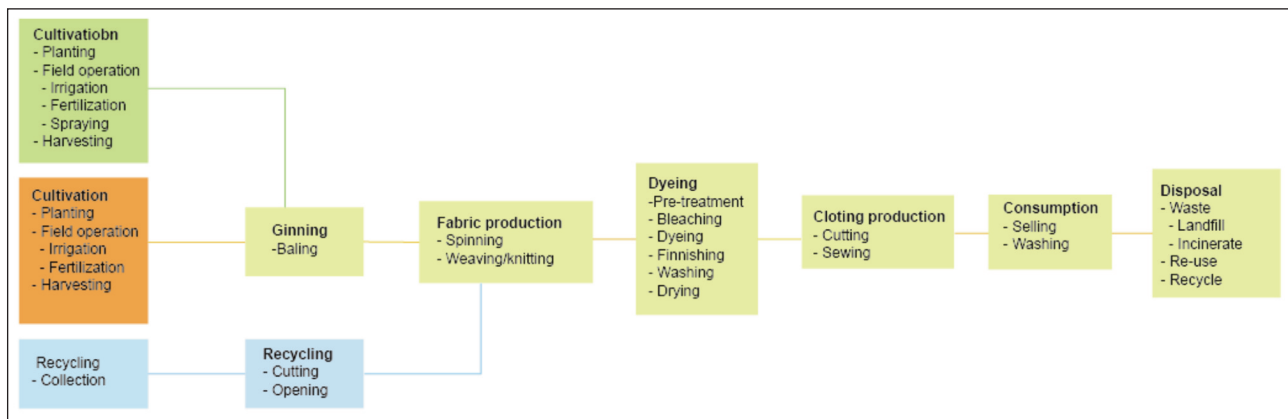 Cultivatiobn
- Planting
- Field operation
- Irrigation
- Fertilization
- Spraying
- Harvesting
Cultivation
- Planting
- Field operation
- Irrigation
- Fertilization
- Harvesting
Recycling
- Collection
Ginning
-Baling
Recycling
- Cutting
- Opening
Fabric production
- Spinning
- Weaving/knitting
Dyeing
-Pre-treatment
- Bleaching
- Dyeing
- Finnishing
- Washing
- Drying
Cloting production
- Cutting
- Sewing
Consumption
- Selling
- Washing
Disposal
- Waste
- Landfill
- Incinerate
- Re-use
- Recycle